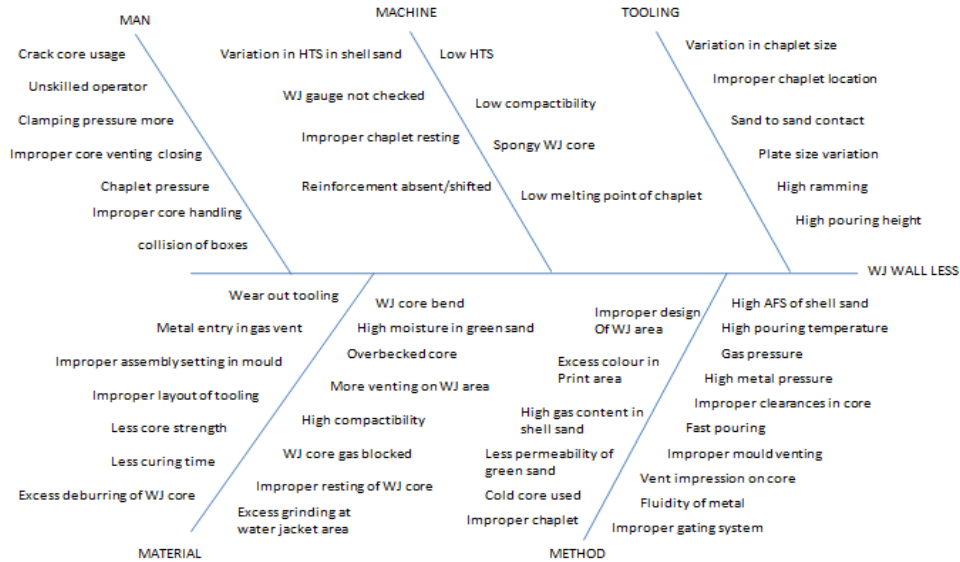 MAN
MACHINE
TOOLING
Crack core usage
Unskilled operator
Clamping pressure more
Improper core venting closing
Chaplet pressure
Improper core handling
collision of boxes
Variation in HTS in shell sand
WJ gauge not checked
Improper chaplet resting
Reinforcement absent/shifted
Low HTS
Low compactibility
Spongy WJ core
Low melting point of chaplet
Variation in chaplet size
Improper chaplet location
Sand to sand contact
Plate size variation
High ramming
High pouring height
WJ WALL LESS
Wear out tooling
Metal entry in gas vent
Improper assembly setting in mould
Improper layout of tooling
Less core strength
Less curing time
Excess deburring of WJ core
WJ core bend
High moisture in green sand
Overbecked core
More venting on WJ area
High compactibility
WJ core gas blocked
Improper resting of WJ core
Excess grinding at
water jacket area
Improper design
Of WJ area
Excess colour in
Print area
High gas content in
shell sand
Less permeability of
green sand
Cold core used
Improper chaplet
High AFS of shell sand
High pouring temperature
Gas pressure
High metal pressure
Improper clearances in core
Fast pouring
Improper mould venting
Vent impression on core
Fluidity of metal
Improper gating system
MATERIAL
METHOD